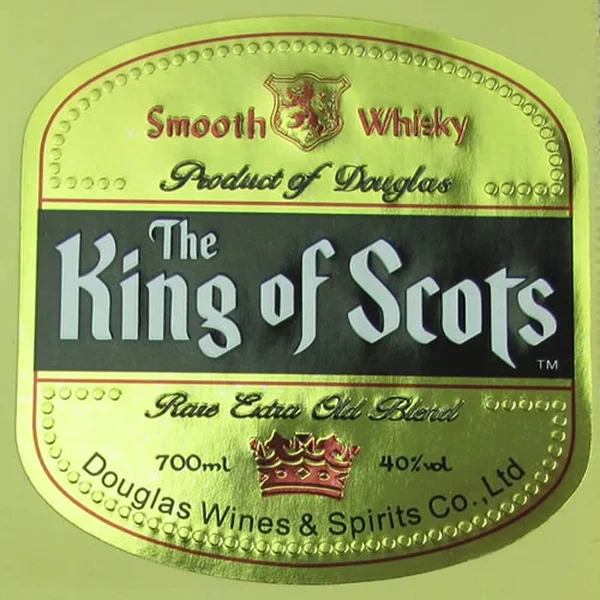 Smooth Whisky
Product of Douglas
The
King of Scots
TM
Rare Extra Old Blend
700ml 40%vol
Douglas Wines & Spirits Co.,Ltd